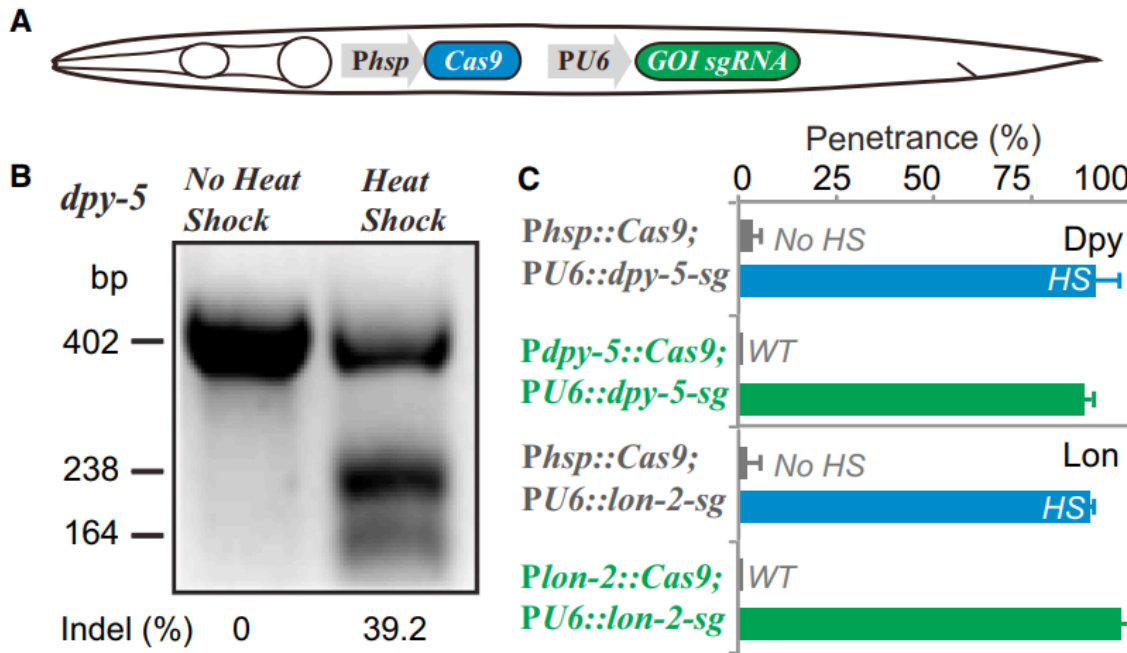 A
Phsp Cas9 PU6 GOI sgRNA
B
dpy-5
No Heat Shock
Heat Shock
bp
402
238
164
Indel (%) 0 39.2
C
Penetrance (%)
0 25 50 75 100
Phsp::Cas9;
PU6::dpy-5-sg
No HS
Dpy
HS
Pdpy-5::Cas9;
PU6::dpy-5-sg
WT
Phsp::Cas9;
PU6::lon-2-sg
No HS
Lon
HS
Plon-2::Cas9;
PU6::lon-2-sg
WT